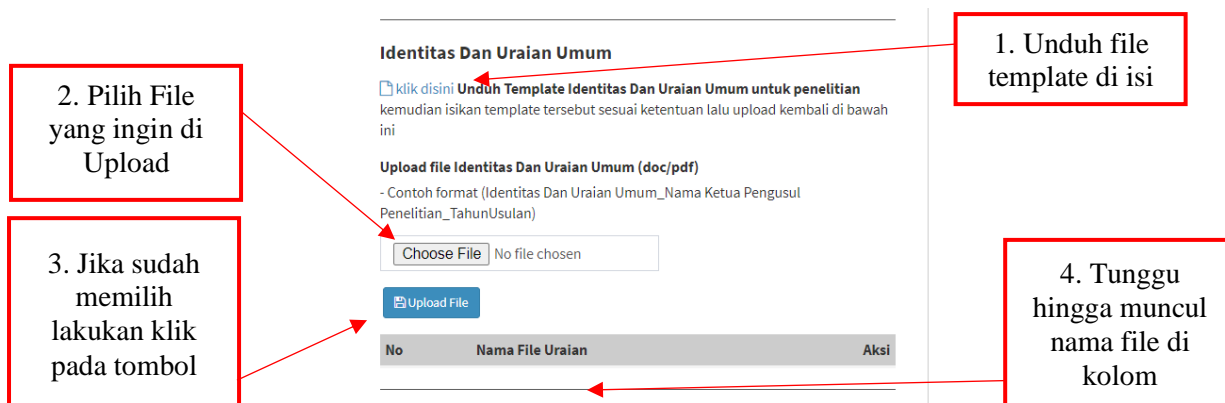 Identitas Dan Uraian Umum
klik disini Unduh Template Identitas Dan Uraian Umum untuk penelitian
kemudian isikan template tersebut sesuai ketentuan lalu upload kembali di bawah
ini
Upload file Identitas Dan Uraian Umum (doc/pdf)
- Contoh format (Identitas Dan Uraian Umum_Nama Ketua Pengusul
Penelitian_TahunUsulan)
Choose File No file chosen
Upload File
No Nama File Uraian Aksi
1. Unduh file
template di isi
2. Pilih File
yang ingin di
Upload
3. Jika sudah
memilih
lakukan klik
pada tombol
4. Tunggu
hingga muncul
nama file di
kolom